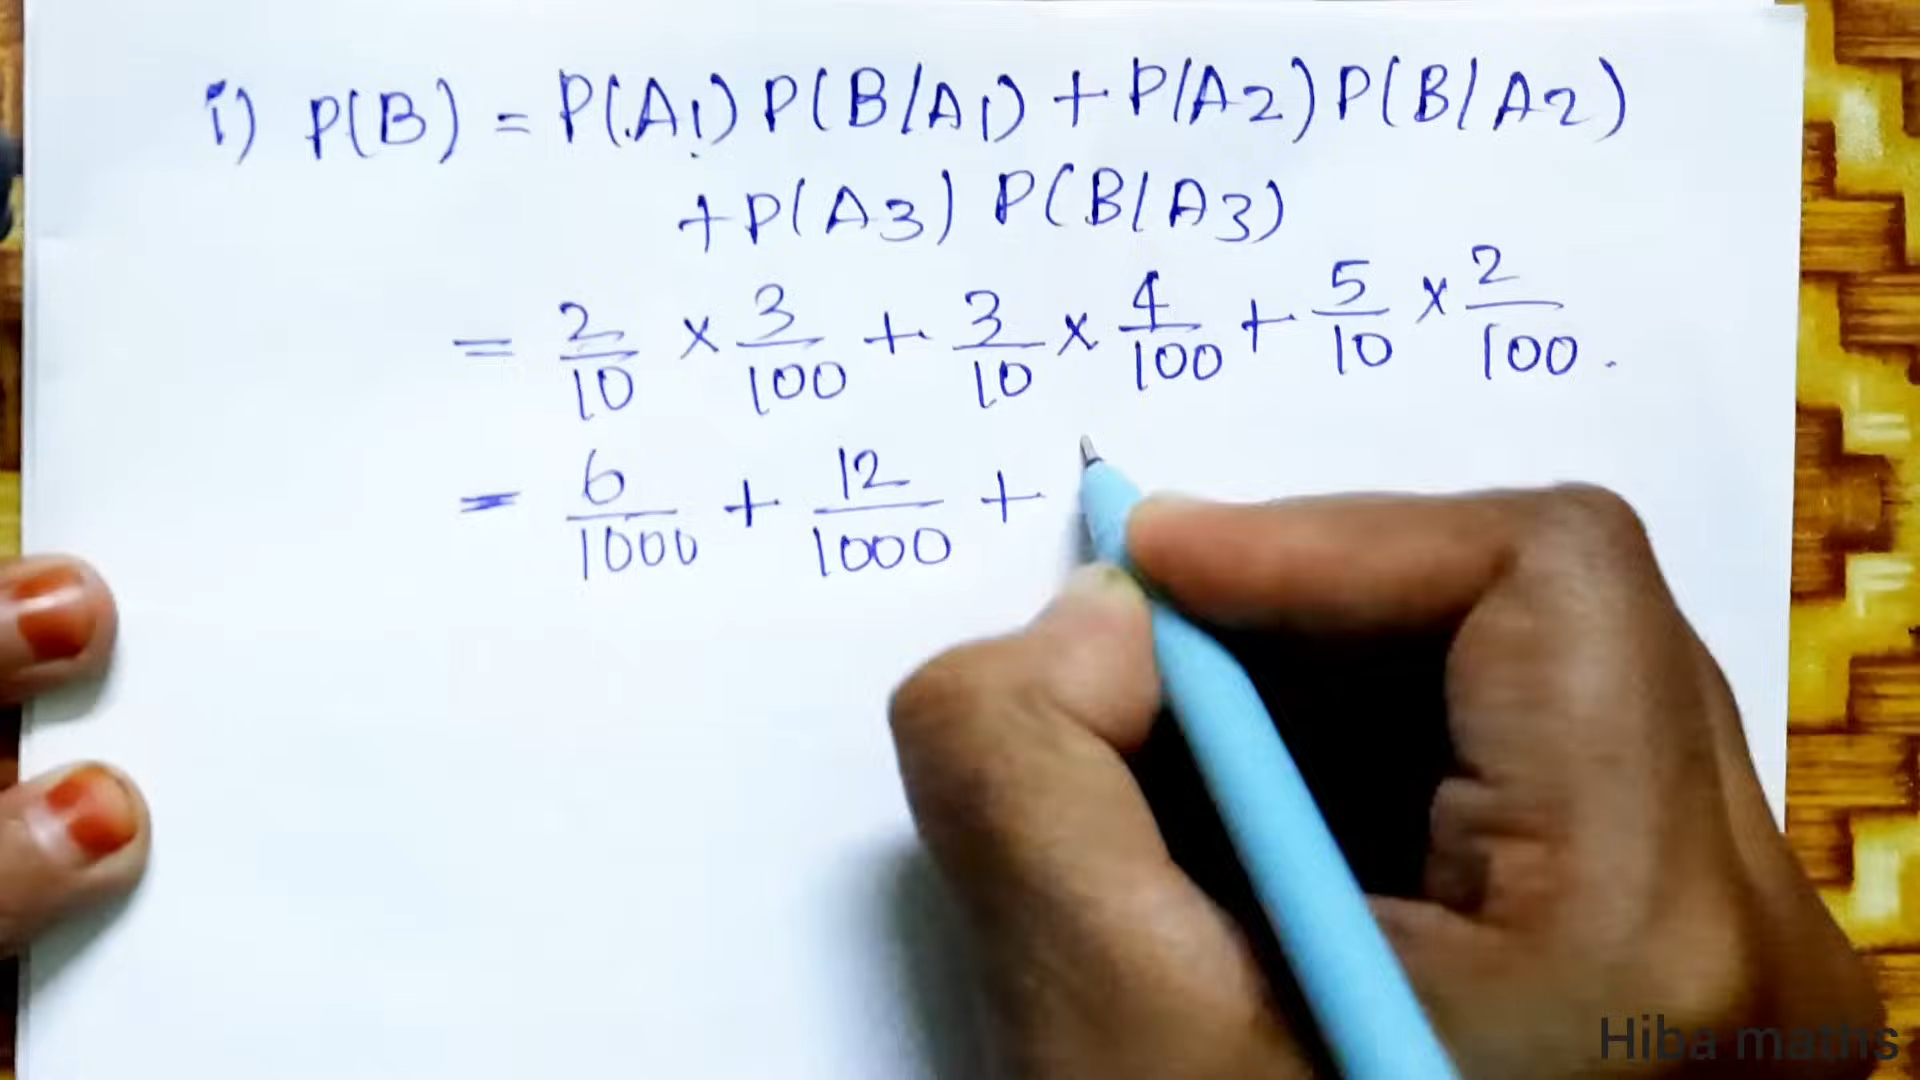 i) P(B) = P(A1) P(B/A1) + P(A2) P(B/A2)
+ P(A3) P(B/A3)
= 2/10 × 3/100 + 3/10 × 4/100 + 5/10 × 2/100.
= 6/1000 + 12/1000 +
Hiba maths